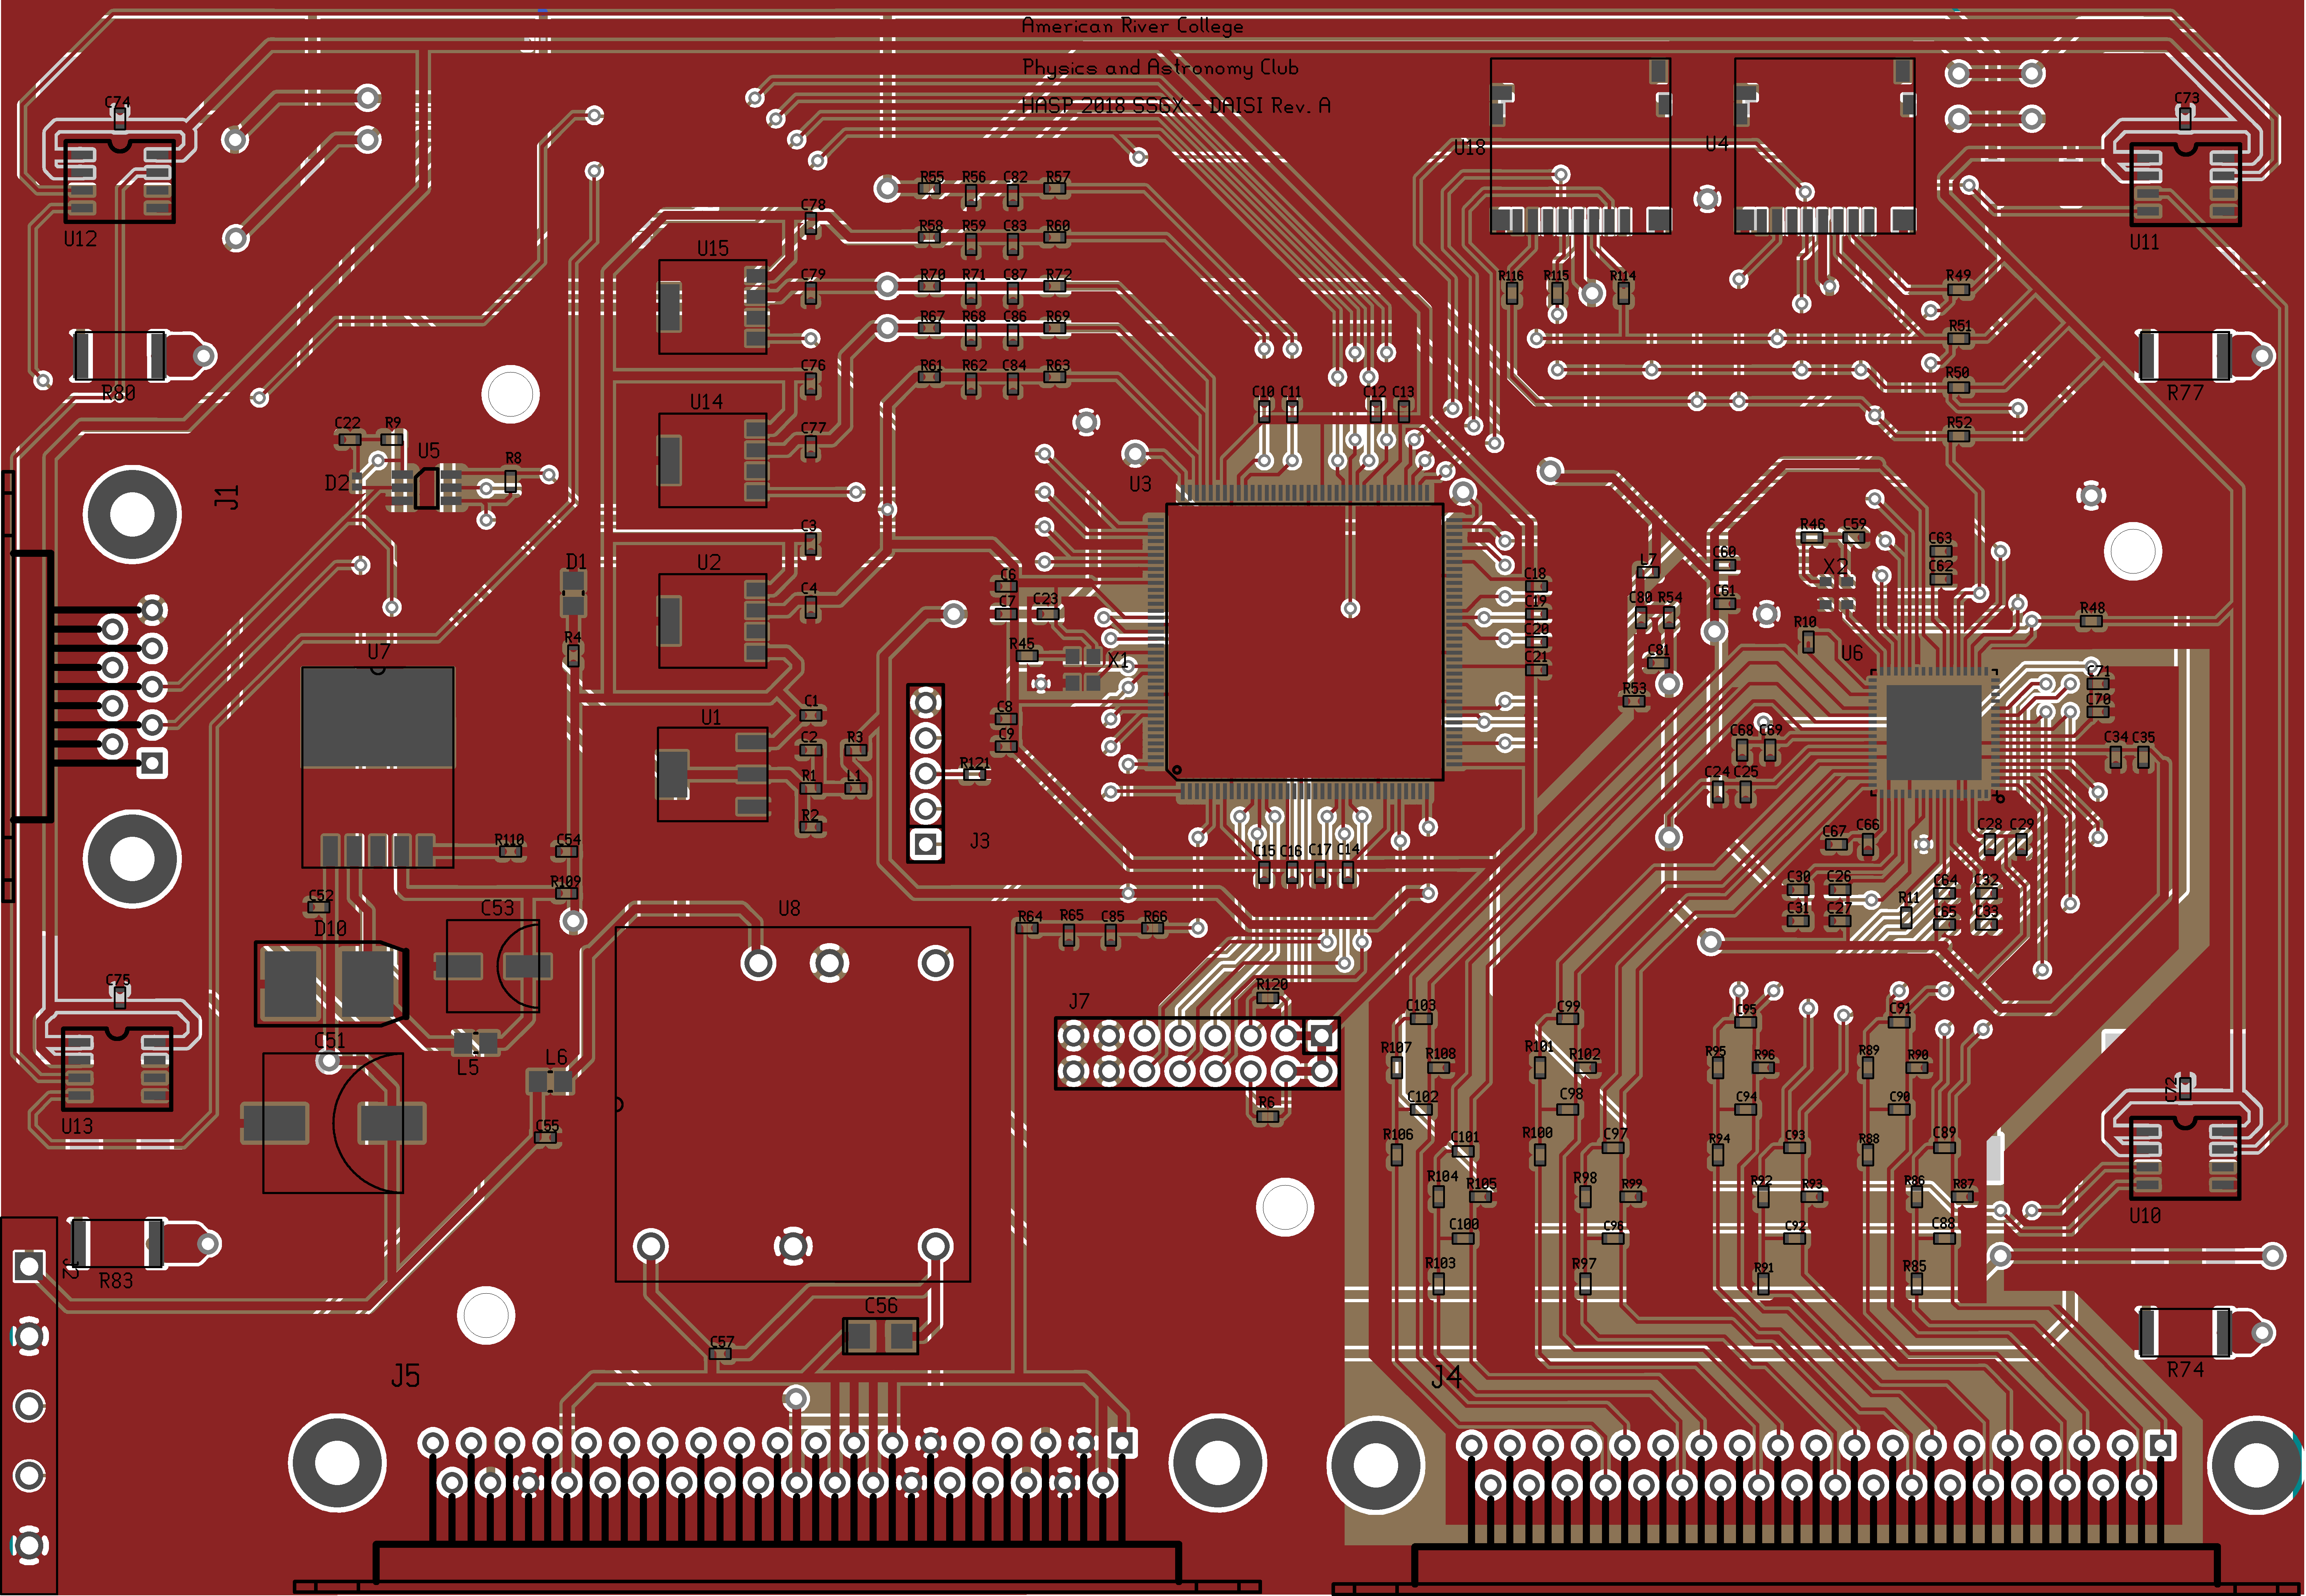 American River College
Physics and Astronomy Club
HASP 2018 SSGX - DAISI Rev. A
C74
C73
U18
U4
R55 R56 C82 R57
C78
R58 R59 C83 R60
U12
U11
U15
C79
R70 R71 C87 R72
R116 R115 R114
R49
R67 R68 C86 R69
R51
C76
R61 R62 C84 R63
R80
R50
R77
C10 C11 C12 C13
U14
C77
C22 R9
R52
U5
R8
D2
U3
J1
C3
R46 C59
C63
D1
U2
L7
C60
X2
C62
C4
C6
C18
C7 C23
C19
C80 R54
C61
R48
C20
R10
R4
R45
X1
C21
C81
U6
U7
C71
R53
C70
U1
C1
C8
C2 R3
C9
C68 C69
C34 C35
R1 L1
R121
C24 C25
R2
J3
C67 C66
C28 C29
R110 C54
C15 C16 C17 C14
R109
C30 C26
C64 C32
C52
C53
U8
R11
C31 C27
C65 C33
D10
R64 R65 C85 R66
C75
R120
J7
C103
C99
C95
C91
C51
L5
L6
R107 R108
R101 R102
R95 R96
R89 R90
C72
C102
C98
C94
C90
R6
U13
C55
R106
C101
R100
C97
R94
C93
R88
C89
R104 R105
R98 R99
R92 R93
R86 R87
U10
C100
C96
C92
C88
J2
R83
R103
R97
R91
R85
C56
C57
J5
J4
R74